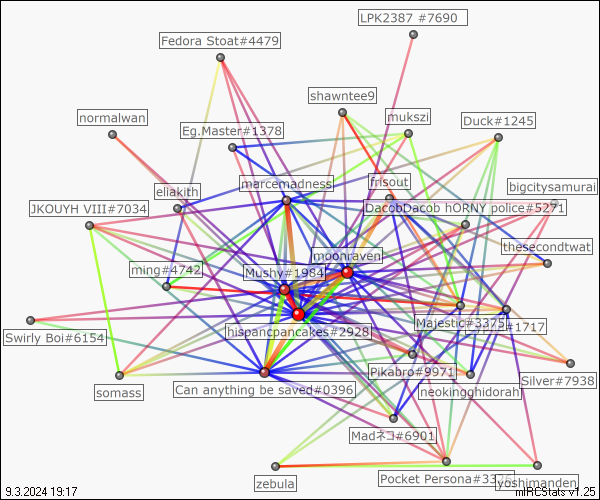 LPK2387 #7690
Fedora Stoat#4479
shawntee9
normalwan
mukszi
Duck#1245
Eg.Master#1378
marcemadness
frisout
eliakith
bigcitysamurai
JKOUYH VIII#7034
DacobDacob hORNY police#5271
moonraven
thesecondtwat
ming#4742
Mushy#1984
hispancpancakes#2928
Majestic#3375
#1717
Swirly Boi#6154
Pikabro#9971
Silver#7938
somass
Can anything be saved#0396
neokingghidorah
Madネコ#6901
zebula
Pocket Persona#33
yoshimanden
9.3.2024 19:17
mIRCStats v1.25